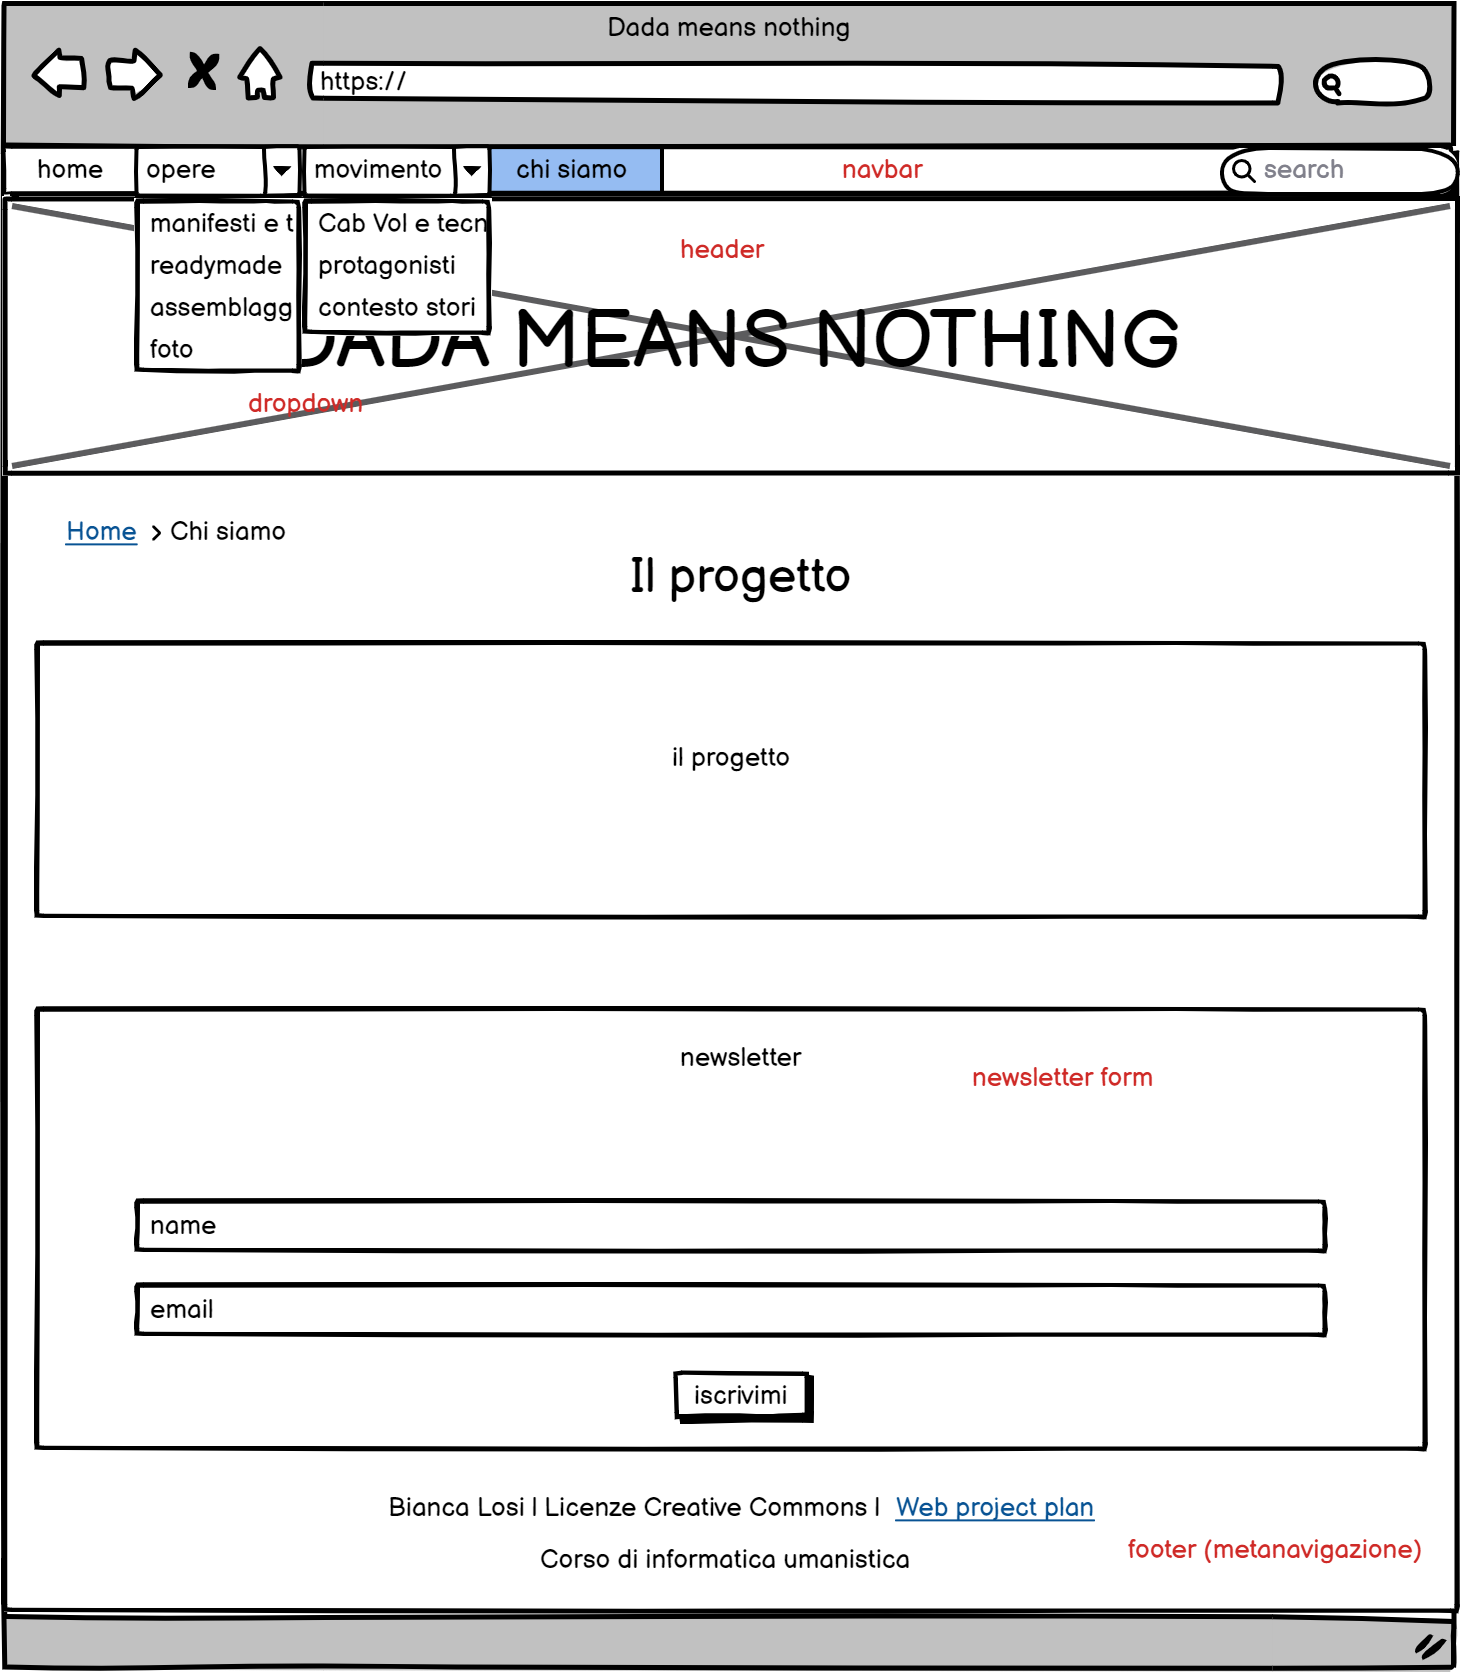 Dada means nothing
https://
home opere movimento chi siamo navbar search
manifesti e t Cab Vol e tecn
readymade protagonisti
assemblagg contesto stori
foto
header
DADA MEANS NOTHING
dropdown
Home > Chi siamo
Il progetto
il progetto
newsletter
newsletter form
name
email
iscrivimi
Bianca Losi | Licenze Creative Commons | Web project plan
Corso di informatica umanistica
footer (metanavigazione)